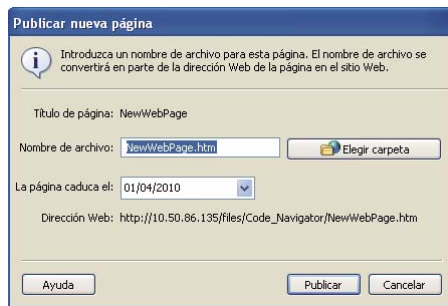 Publicar nueva página
Introduzca un nombre de archivo para esta página. El nombre de archivo se
convertirá en parte de la dirección Web de la página en el sitio Web.
Título de página: NewWebPage
Nombre de archivo: NewWebPage.htm Elegir carpeta
La página caduca el: 01/04/2010
Dirección Web: http://10.50.86.135/files/Code_Navigator/NewWebPage.htm
Ayuda Publicar Cancelar